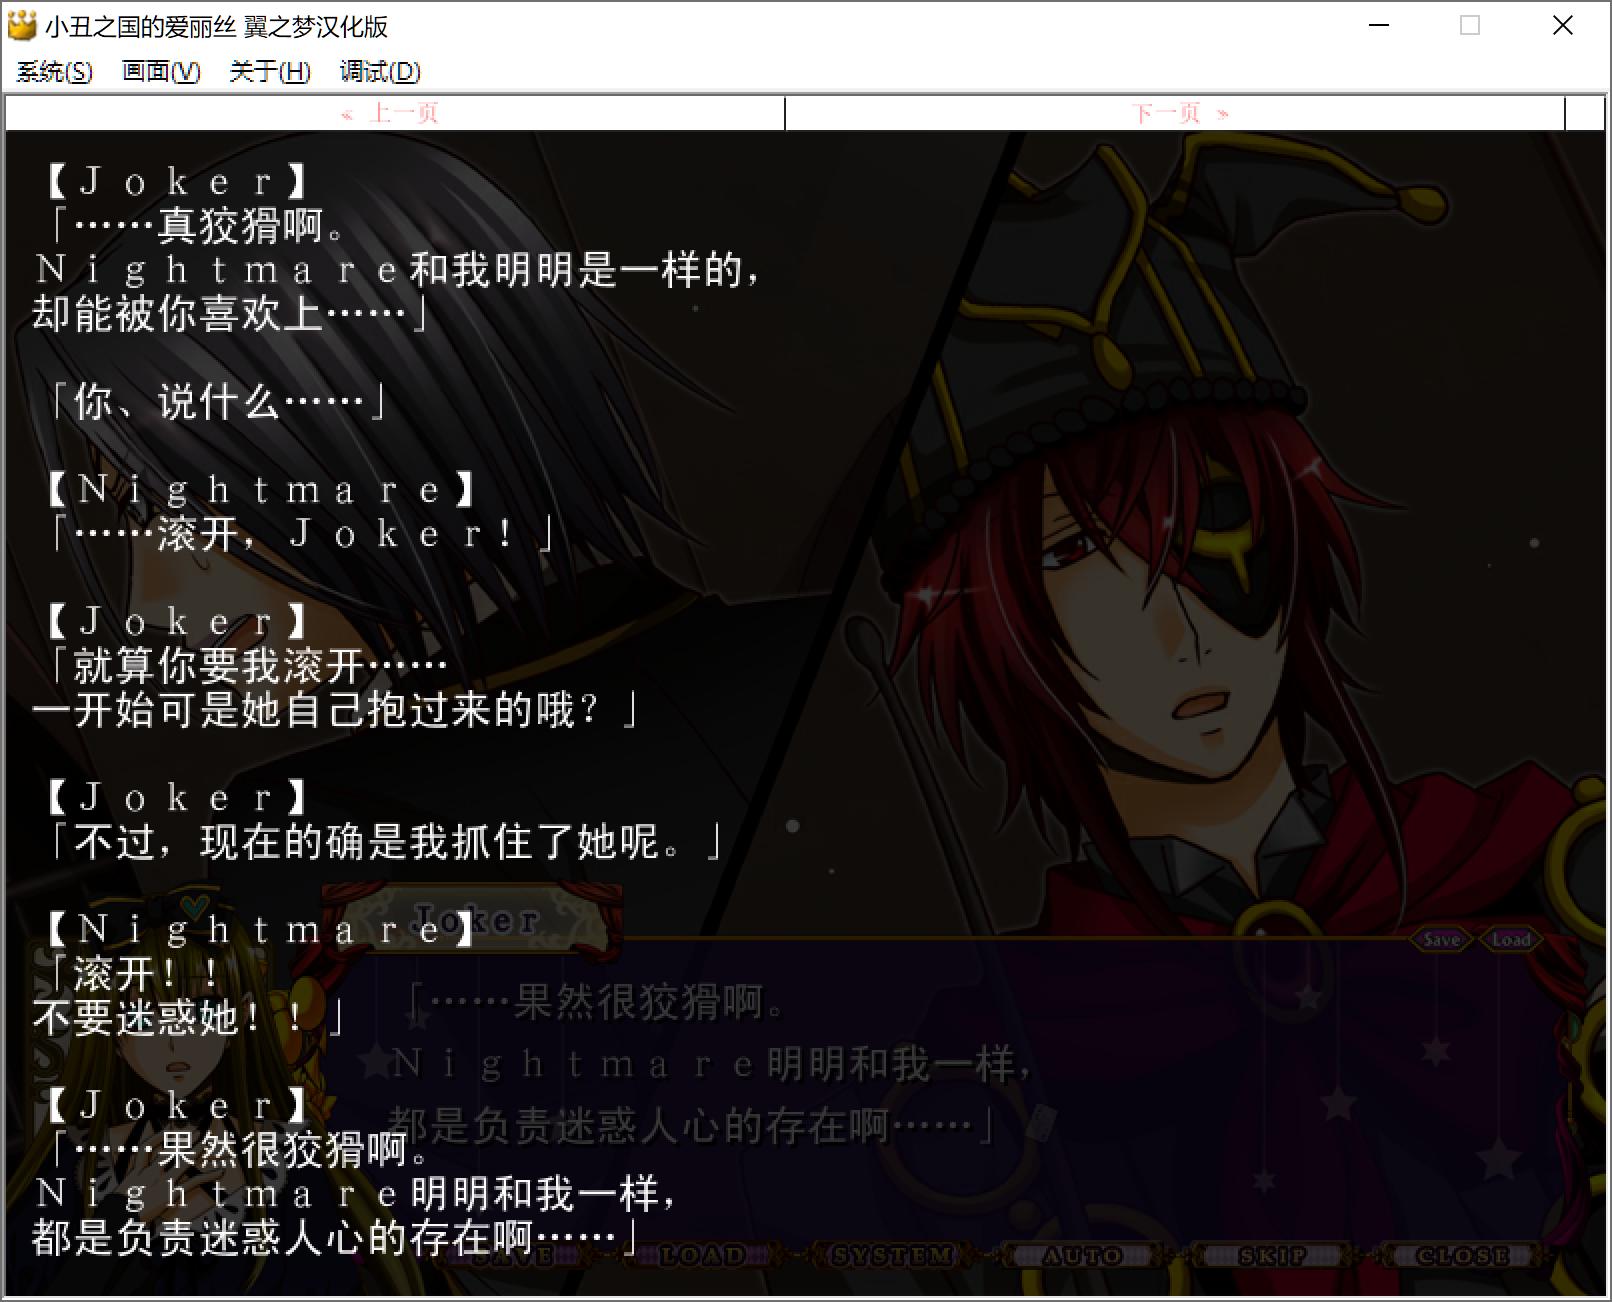 小丑之国的爱丽丝 翼之梦汉化版
系统(S) 画面(V) 关于(H) 调试(D)
« 上一页 下一页 »
【Joker】
「……真狡猾啊。
Nightmare和我明明是一样的，
却能被你喜欢上……」
「你、说什么……」
【Nightmare】
「……滚开，Joker！」
【Joker】
「就算你要我滚开……
一开始可是她自己抱过来的哦？」
【Joker】
「不过，现在的确是我抓住了她呢。」
【Nightmare】
「滚开！！
不要迷惑她！！」
【Joker】
「……果然很狡猾啊。
Nightmare明明和我一样，
都是负责迷惑人心的存在啊……」
Joker
Save Load
「……果然很狡猾啊。
Nightmare明明和我一样，
都是负责迷惑人心的存在啊……」
SAVE LOAD SYSTEM AUTO SKIP CLOSE